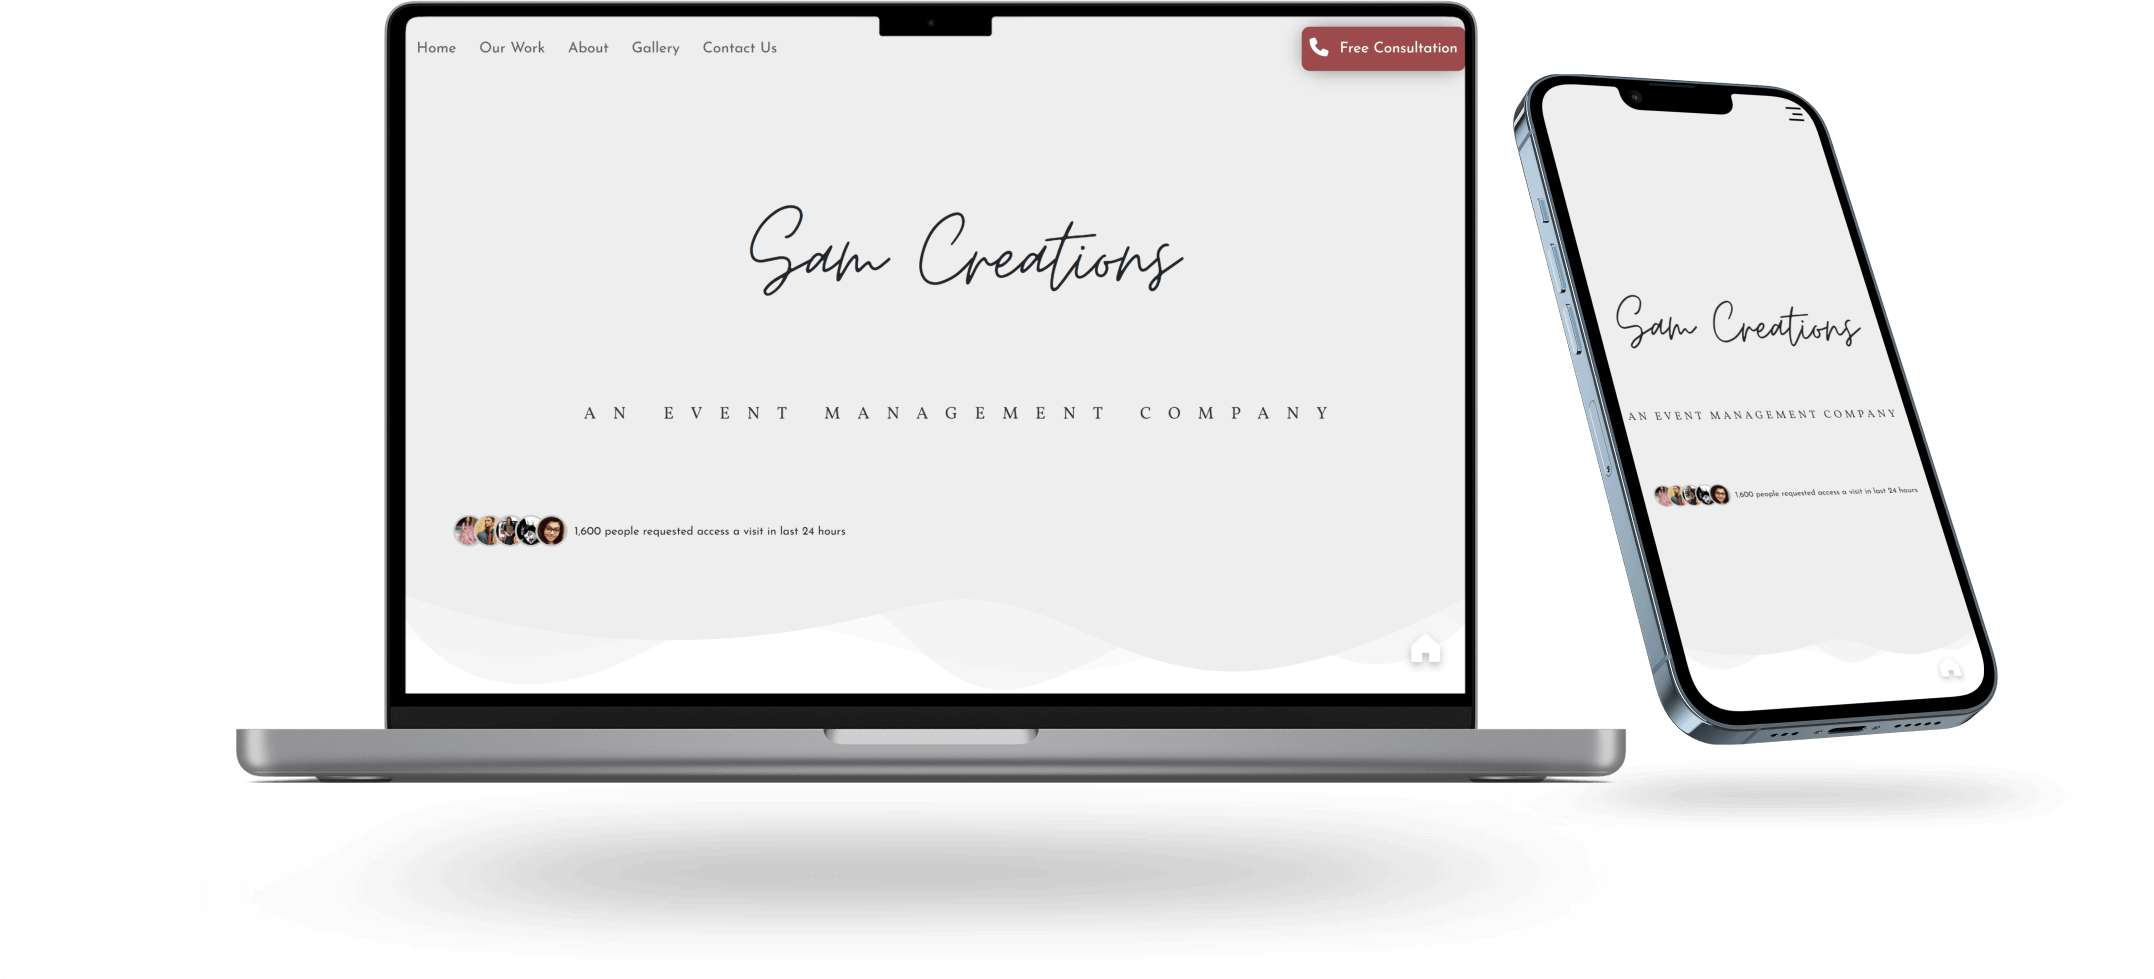 Home Our Work About Gallery Contact Us Free Consultation
Sam Creations
AN EVENT MANAGEMENT COMPANY
1,600 people requested access a visit in last 24 hours
Sam Creations
AN EVENT MANAGEMENT COMPANY
1,600 people requested access a visit in last 24 hours